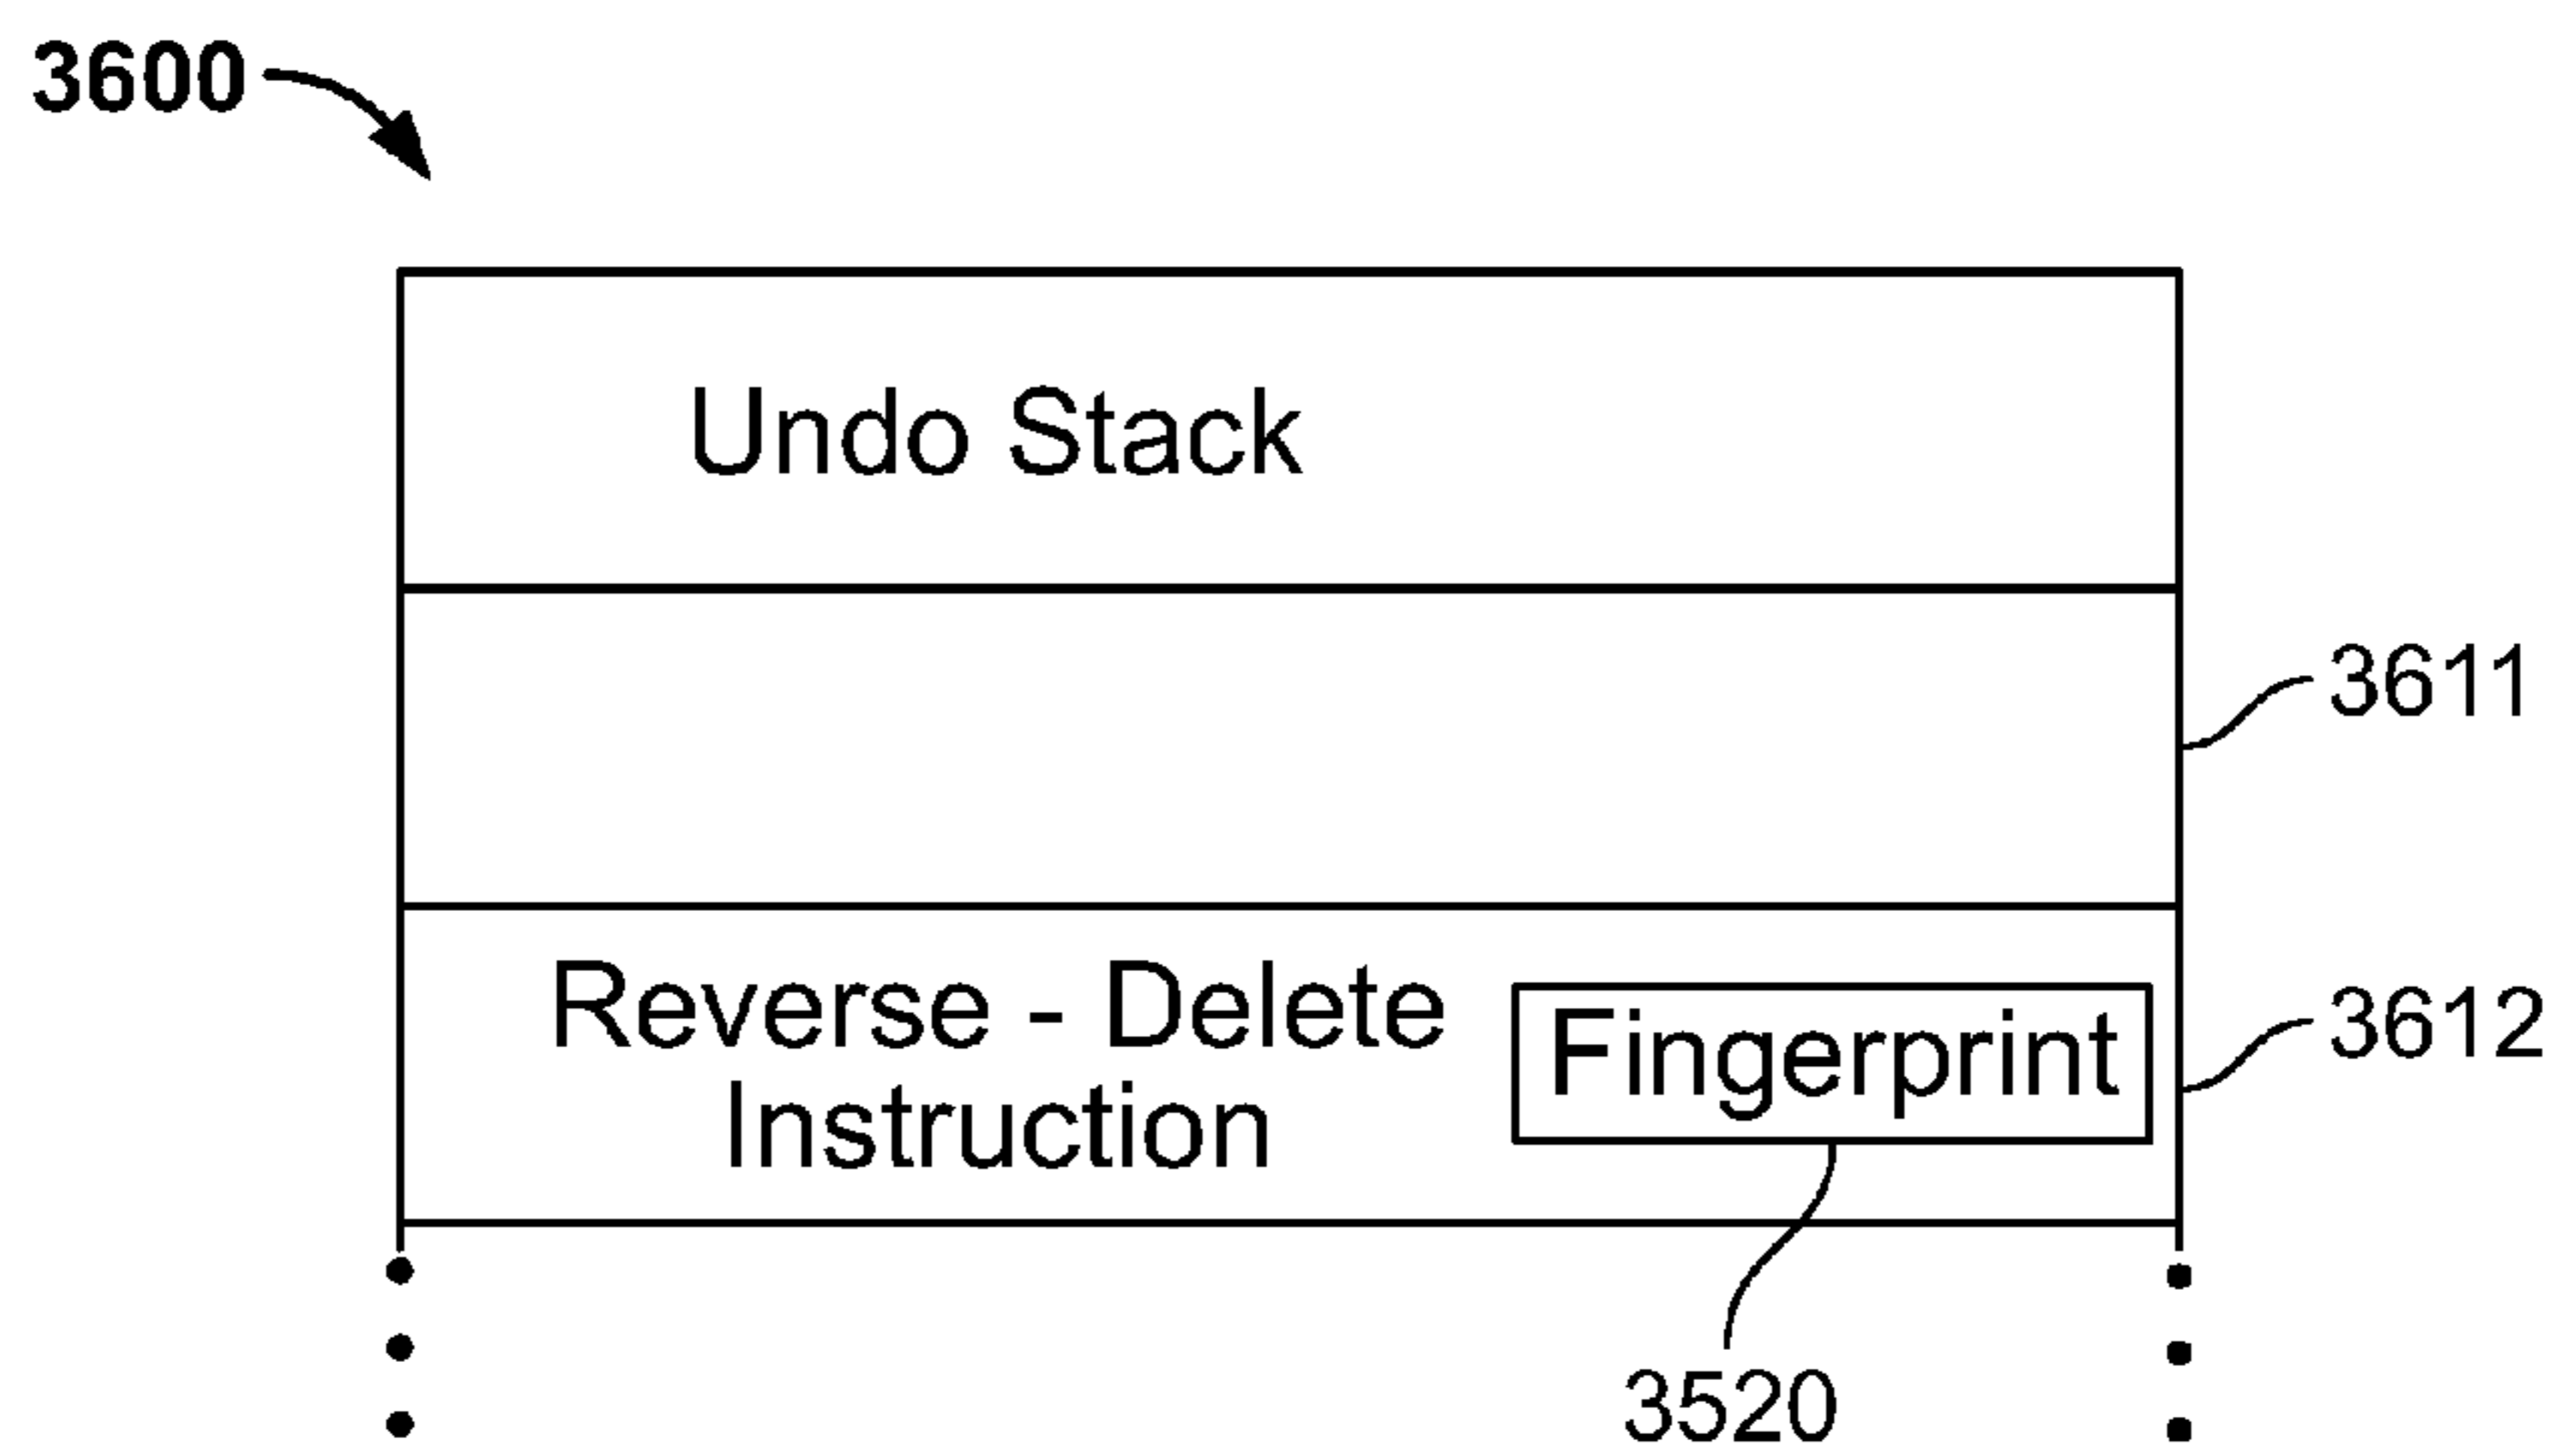 3600
Undo Stack
3611
Reverse - Delete
Instruction
Fingerprint
3612
3520